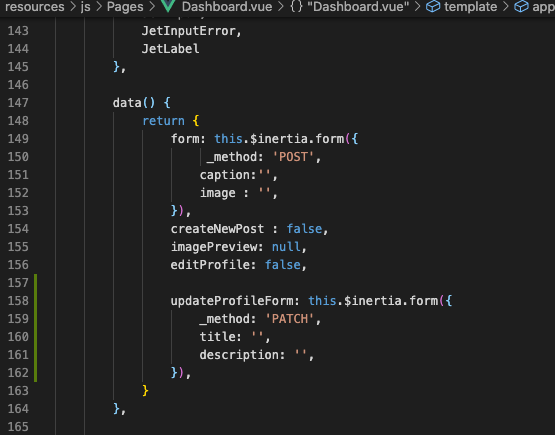 resources > js > Pages > Dashboard.vue > {} "Dashboard.vue" > template > app
143 JetInputError,
144 JetLabel
145 },
146
147 data() {
148 return {
149 form: this.$inertia.form({
150 _method: 'POST',
151 caption:'',
152 image : '',
153 }),
154 createNewPost : false,
155 imagePreview: null,
156 editProfile: false,
157
158 updateProfileForm: this.$inertia.form({
159 _method: 'PATCH',
160 title: '',
161 description: '',
162 }),
163 }
164 },
165